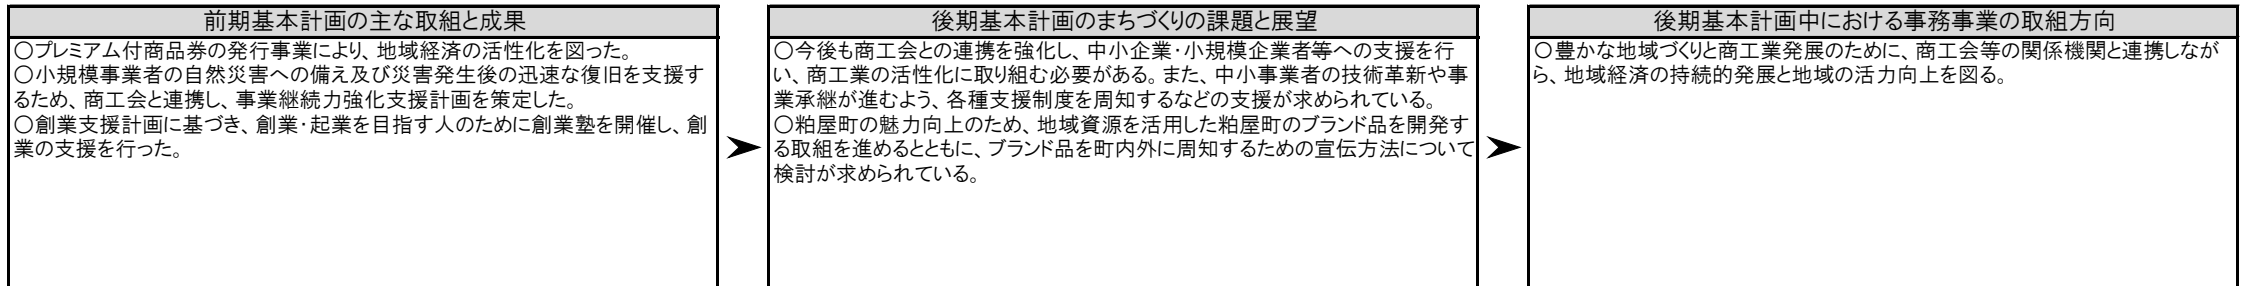 前期基本計画の主な取組と成果
〇プレミアム付商品券の発行事業により、地域経済の活性化を図った。
〇小規模事業者の自然災害への備え及び災害発生後の迅速な復旧を支援す
るため、商工会と連携し、事業継続力強化支援計画を策定した。
〇創業支援計画に基づき、創業・起業を目指す人のために創業塾を開催し、創
業の支援を行った。
後期基本計画のまちづくりの課題と展望
〇今後も商工会との連携を強化し、中小企業・小規模企業者等への支援を行
い、商工業の活性化に取り組む必要がある。また、中小事業者の技術革新や事
業承継が進むよう、各種支援制度を周知するなどの支援が求められている。
〇粕屋町の魅力向上のため、地域資源を活用した粕屋町のブランド品を開発す
る取組を進めるとともに、ブランド品を町内外に周知するための宣伝方法について
検討が求められている。
後期基本計画中における事務事業の取組方向
〇豊かな地域づくりと商工業発展のために、商工会等の関係機関と連携しなが
ら、地域経済の持続的発展と地域の活力向上を図る。